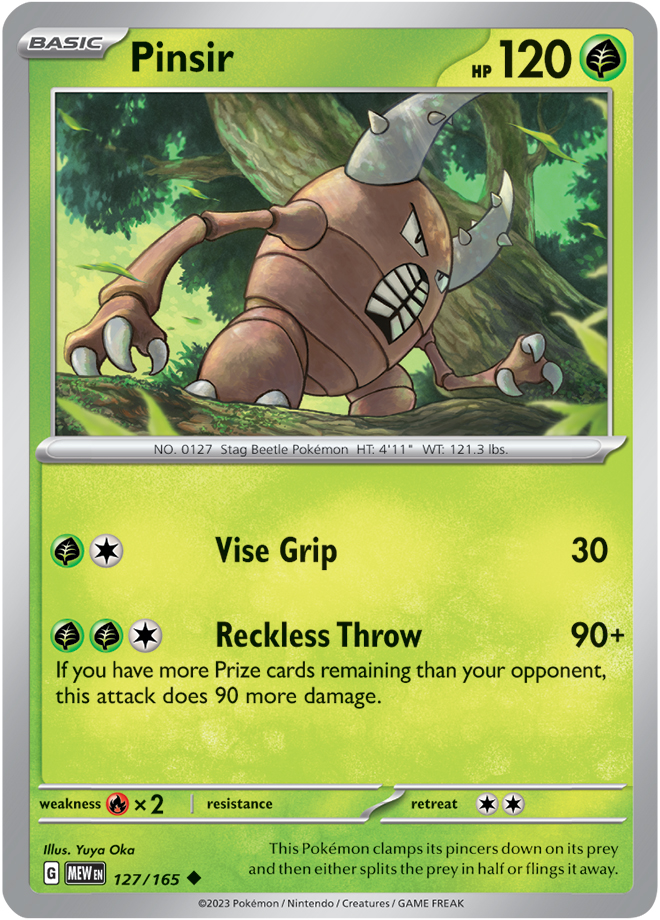 BASIC
Pinsir
HP 120
NO. 0127 Stag Beetle Pokémon HT: 4'11" WT: 121.3 lbs.
Vise Grip 30
Reckless Throw 90+
If you have more Prize cards remaining than your opponent,
this attack does 90 more damage.
weakness ×2 resistance retreat
Illus. Yuya Oka
G MEW EN 127/165
This Pokémon clamps its pincers down on its prey
and then either splits the prey in half or flings it away.
©2023 Pokémon / Nintendo / Creatures / GAME FREAK